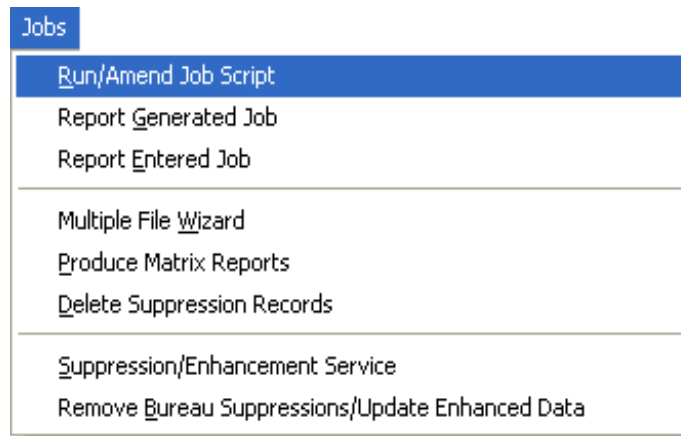 Jobs
Run/Amend Job Script
Report Generated Job
Report Entered Job
Multiple File Wizard
Produce Matrix Reports
Delete Suppression Records
Suppression/Enhancement Service
Remove Bureau Suppressions/Update Enhanced Data